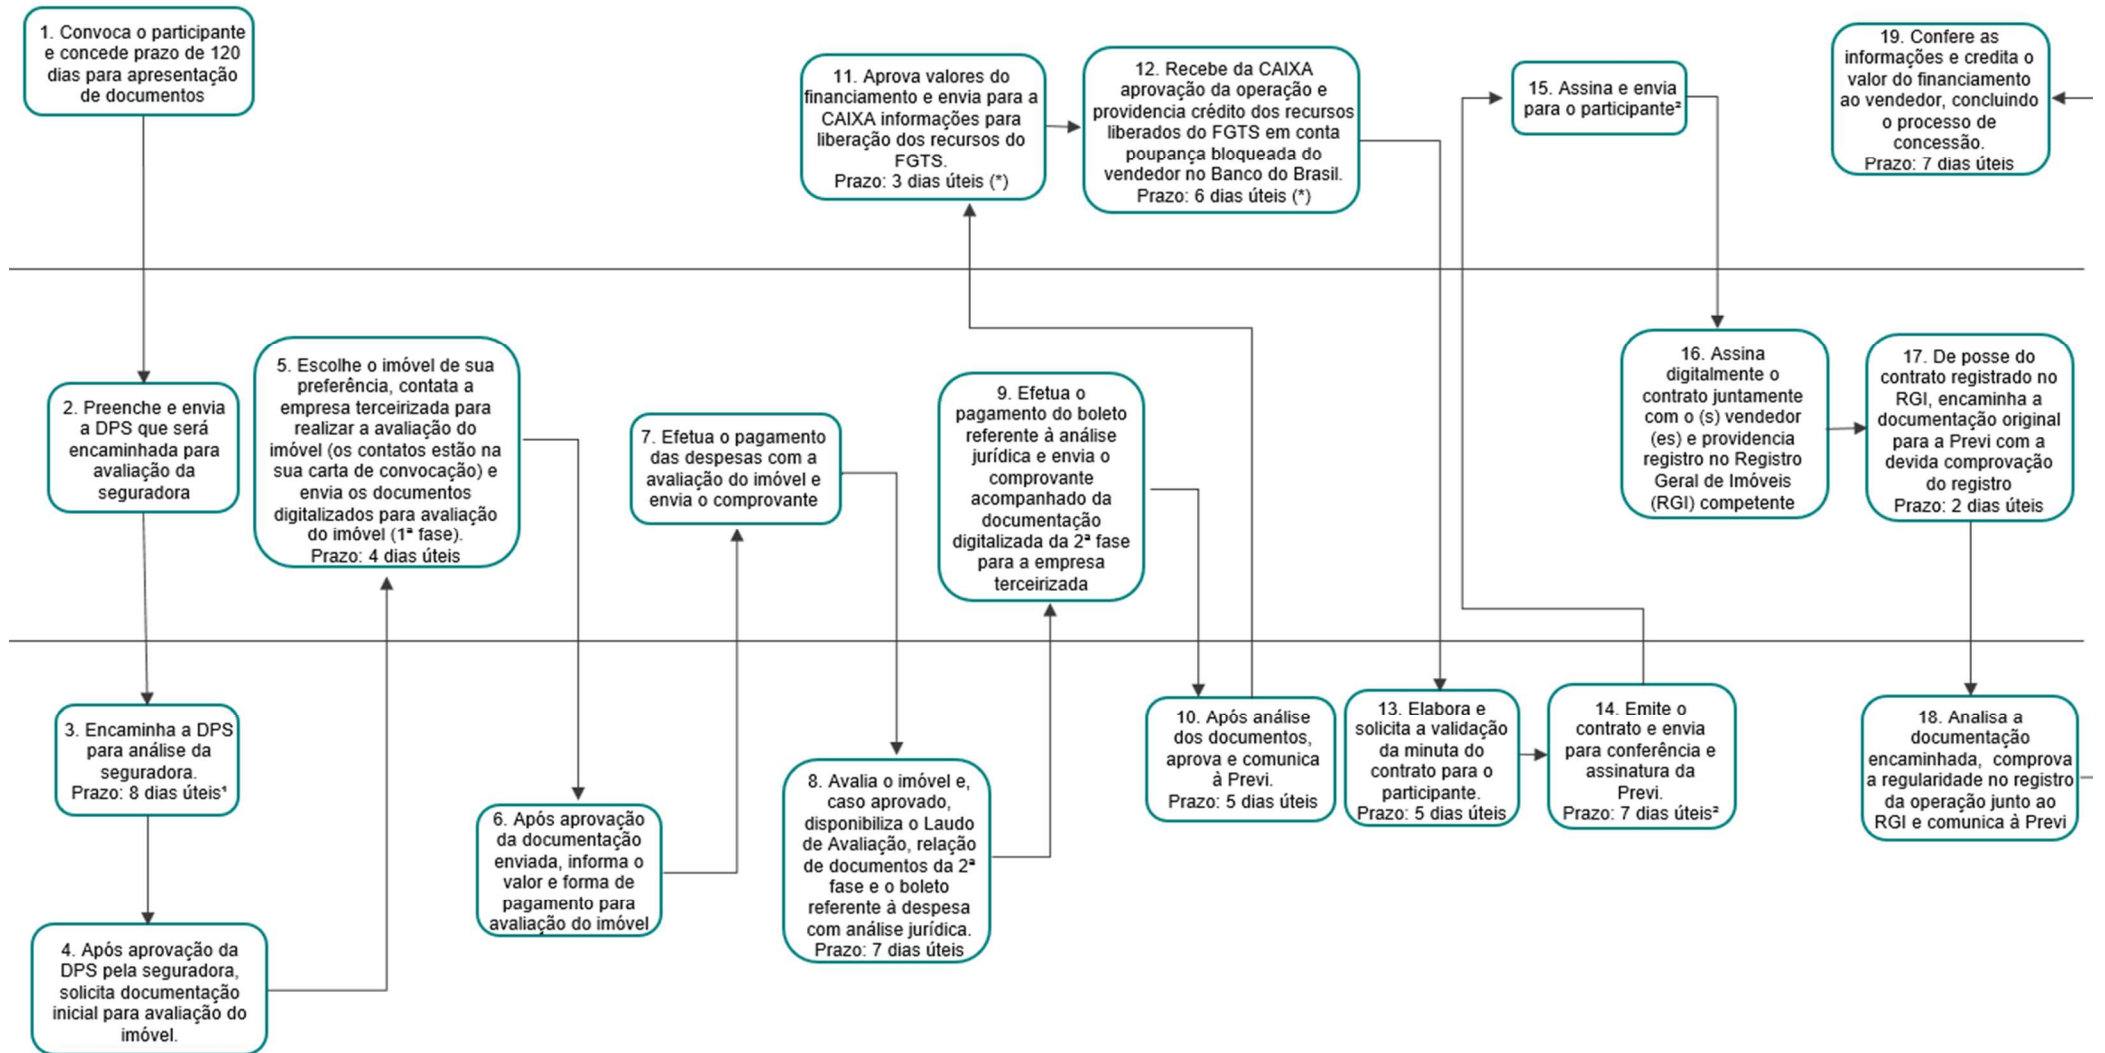 1. Convoca o participante
e concede prazo de 120
dias para apresentação
de documentos
2. Preenche e envia
a DPS que será
encaminhada para
avaliação da
seguradora
3. Encaminha a DPS
para análise da
seguradora.
Prazo: 8 dias úteis¹
4. Após aprovação da
DPS pela seguradora,
solicita documentação
inicial para avaliação do
imóvel.
5. Escolhe o imóvel de sua
preferência, contata a
empresa terceirizada para
realizar a avaliação do
imóvel (os contatos estão na
sua carta de convocação) e
envia os documentos
digitalizados para avaliação
do imóvel (1ª fase).
Prazo: 4 dias úteis
6. Após aprovação
da documentação
enviada, informa o
valor e forma de
pagamento para
avaliação do imóvel
7. Efetua o pagamento
das despesas com a
avaliação do imóvel e
envia o comprovante
8. Avalia o imóvel e,
caso aprovado,
disponibiliza o Laudo
de Avaliação, relação
de documentos da 2ª
fase e o boleto
referente à despesa
com análise jurídica.
Prazo: 7 dias úteis
9. Efetua o
pagamento do boleto
referente à análise
jurídica e envia o
comprovante
acompanhado da
documentação
digitalizada da 2ª fase
para a empresa
terceirizada
10. Após análise
dos documentos,
aprova e comunica
à Previ.
Prazo: 5 dias úteis
11. Aprova valores do
financiamento e envia para a
CAIXA informações para
liberação dos recursos do
FGTS.
Prazo: 3 dias úteis (*)
12. Recebe da CAIXA
aprovação da operação e
providencia crédito dos recursos
liberados do FGTS em conta
poupança bloqueada do
vendedor no Banco do Brasil.
Prazo: 6 dias úteis (*)
13. Elabora e
solicita a validação
da minuta do
contrato para o
participante.
Prazo: 5 dias úteis
14. Emite o
contrato e envia
para conferência e
assinatura da
Previ.
Prazo: 7 dias úteis²
15. Assina e envia
para o participante²
16. Assina
digitalmente o
contrato juntamente
com o (s) vendedor
(es) e providencia
registro no Registro
Geral de Imóveis
(RGI) competente
17. De posse do
contrato registrado no
RGI, encaminha a
documentação original
para a Previ com a
devida comprovação
do registro
Prazo: 2 dias úteis
18. Analisa a
documentação
encaminhada, comprova
a regularidade no registro
da operação junto ao
RGI e comunica à Previ
19. Confere as
informações e credita o
valor do financiamento
ao vendedor, concluindo
o processo de
concessão.
Prazo: 7 dias úteis